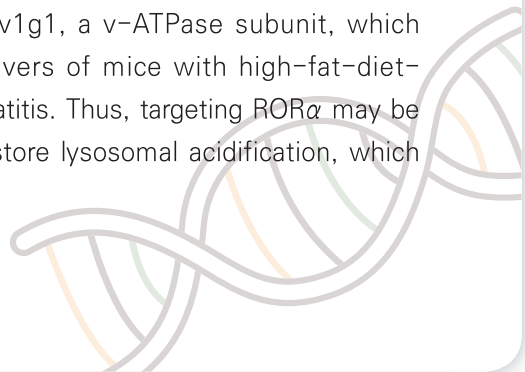 v1g1, a v-ATPase subunit, which
vers of mice with high-fat-diet-
atitis. Thus, targeting RORα may be
store lysosomal acidification, which